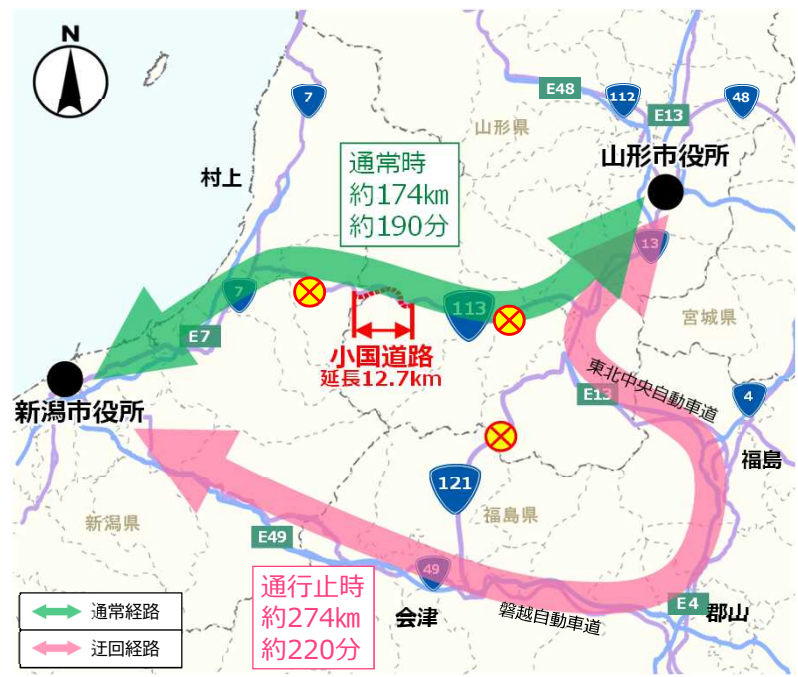 N
7
E48
112
E13
48
山形県
山形市役所
村上
通常時
約174km
約190分
13
7
113
宮城県
E7
小国道路
延長12.7km
新潟市役所
E13
東北中央自動車道
4
福島
121
福島県
新潟県
E49
49
通行止時
約274km
約220分
会津
磐越自動車道
E4
郡山
通常経路
迂回経路